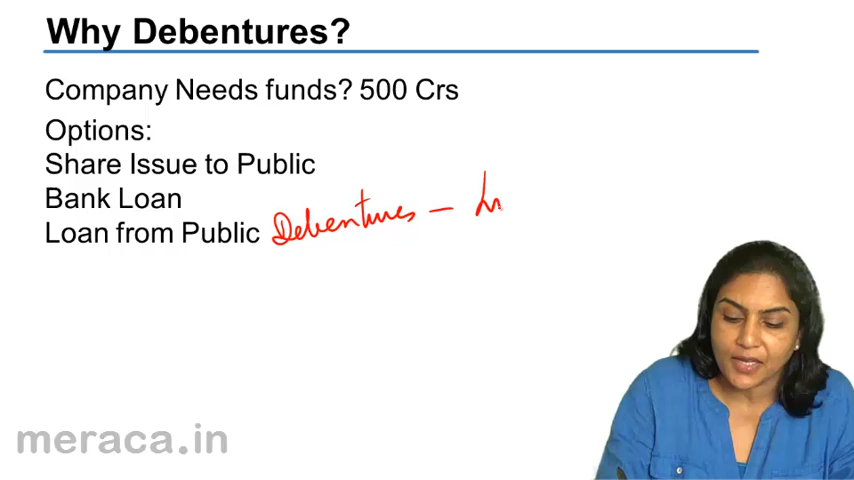 Why Debentures?
Company Needs funds? 500 Crs
Options:
Share Issue to Public
Bank Loan
Loan from Public Debentures –
meraca.in